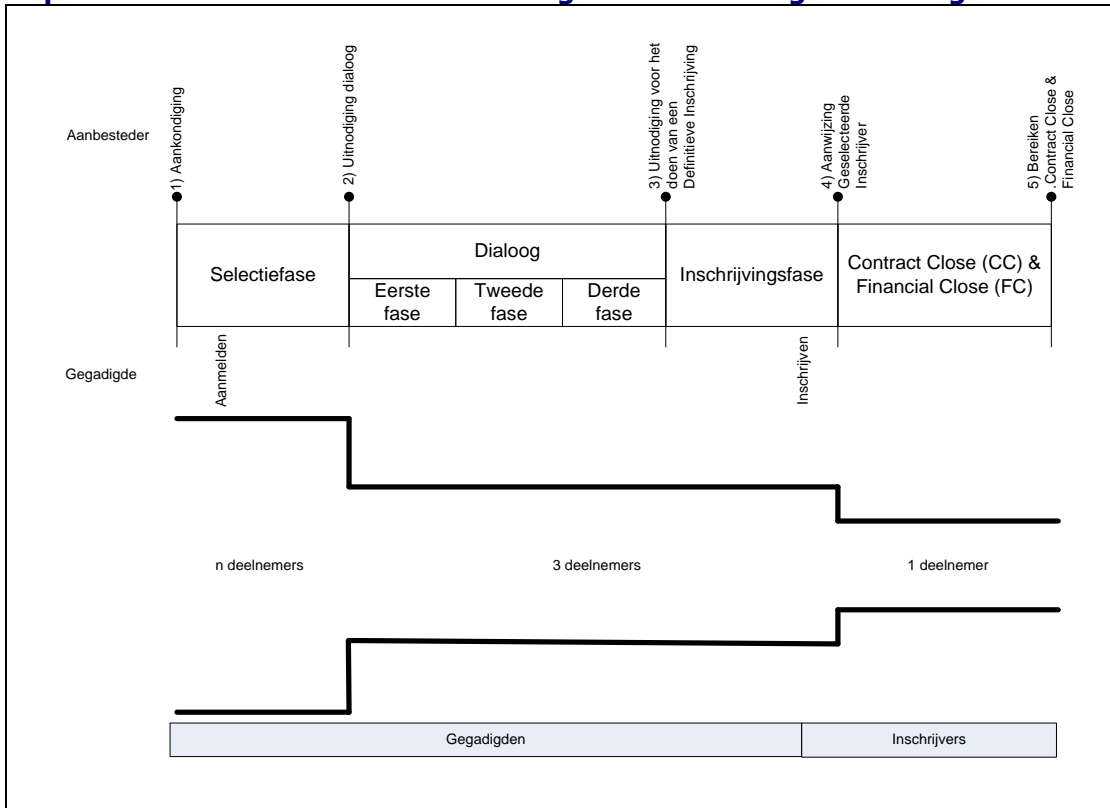 Aanbesteder
1) Aankondiging
2) Uitnodiging dialoog
3) Uitnodiging voor het
doen van een
Definitieve Inschrijving
4) Aanwijzing
Geselecteerde
Inschrijver
5) Bereiken
.Contract Close &
Financial Close
Selectiefase
Dialoog
Eerste
fase
Tweede
fase
Derde
fase
Inschrijvingsfase
Contract Close (CC) &
Financial Close (FC)
Gegadigde
Aanmelden
Inschrijven
n deelnemers
3 deelnemers
1 deelnemer
Gegadigden
Inschrijvers